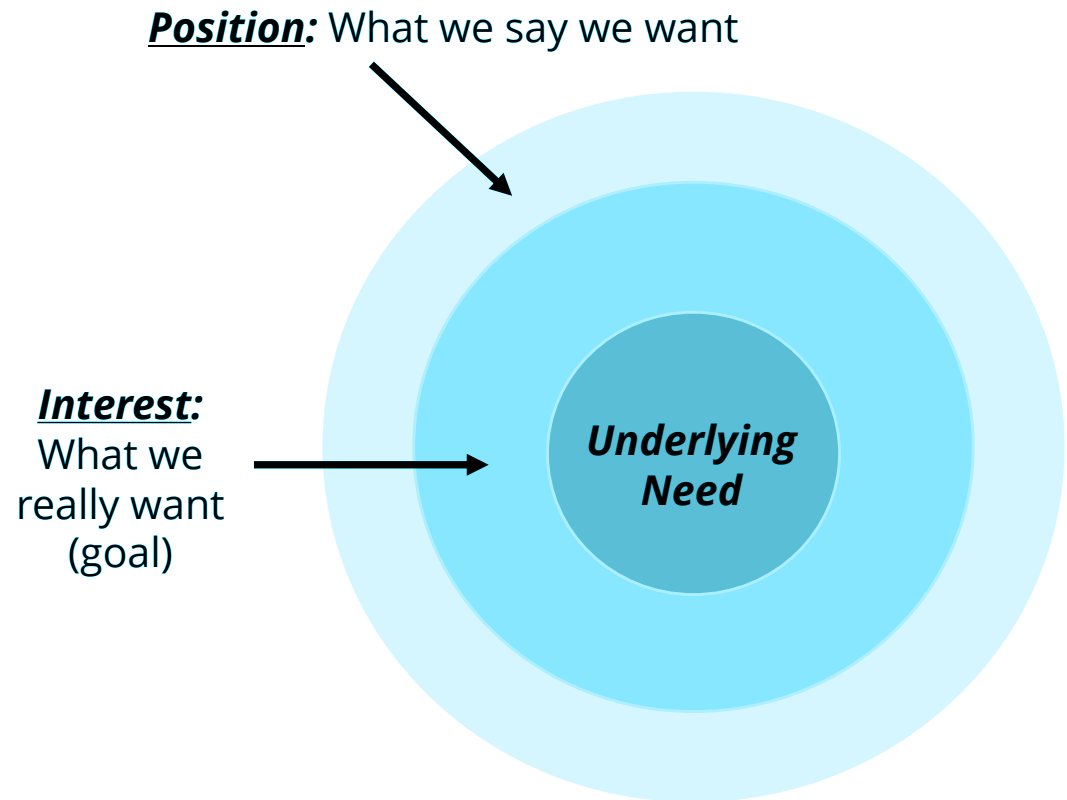 Position: What we say we want
Interest:
What we
really want
(goal)
Underlying
Need